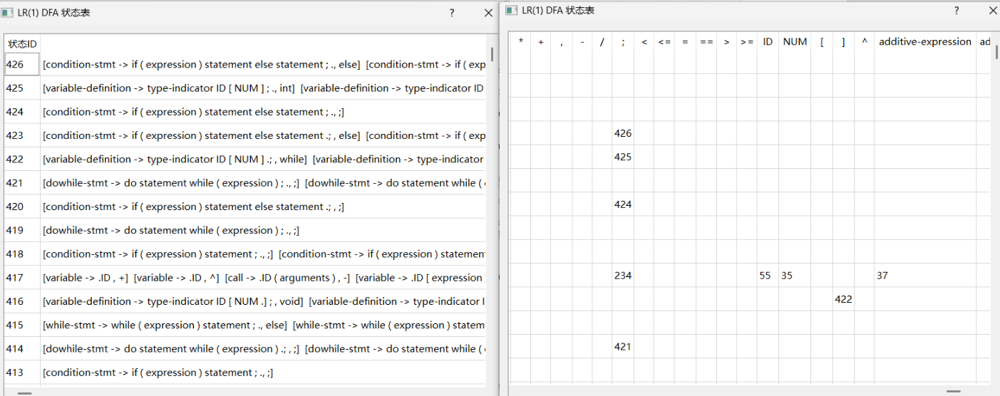 LR(1) DFA 状态表 ? ×
状态ID
426 [condition-stmt -> if ( expression ) statement else statement ; ., else] [condition-stmt -> if ( exp
425 [variable-definition -> type-indicator ID [ NUM ] ; ., int] [variable-definition -> type-indicator ID
424 [condition-stmt -> if ( expression ) statement else statement ; ., ;]
423 [condition-stmt -> if ( expression ) statement else statement .; , else] [condition-stmt -> if ( exp
422 [variable-definition -> type-indicator ID [ NUM ] .; , while] [variable-definition -> type-indicator
421 [dowhile-stmt -> do statement while ( expression ) ; ., ;] [dowhile-stmt -> do statement while (
420 [condition-stmt -> if ( expression ) statement else statement .; , ;]
419 [dowhile-stmt -> do statement while ( expression ) ; ., ;]
418 [condition-stmt -> if ( expression ) statement ; ., ;] [condition-stmt -> if ( expression ) statement
417 [variable -> .ID , +] [variable -> .ID , ^] [call -> .ID ( arguments ) , -] [variable -> .ID [ expression
416 [variable-definition -> type-indicator ID [ NUM .] ; , void] [variable-definition -> type-indicator
415 [while-stmt -> while ( expression ) statement ; ., else] [while-stmt -> while ( expression ) statem
414 [dowhile-stmt -> do statement while ( expression ) .; , ;] [dowhile-stmt -> do statement while (
413 [condition-stmt -> if ( expression ) statement ; ., ;]
LR(1) DFA 状态表 ? ×
* + , - / ; < <= = == > >= ID NUM [ ] ^ additive-expression ad
426
425
424
234 55 35 37
422
421